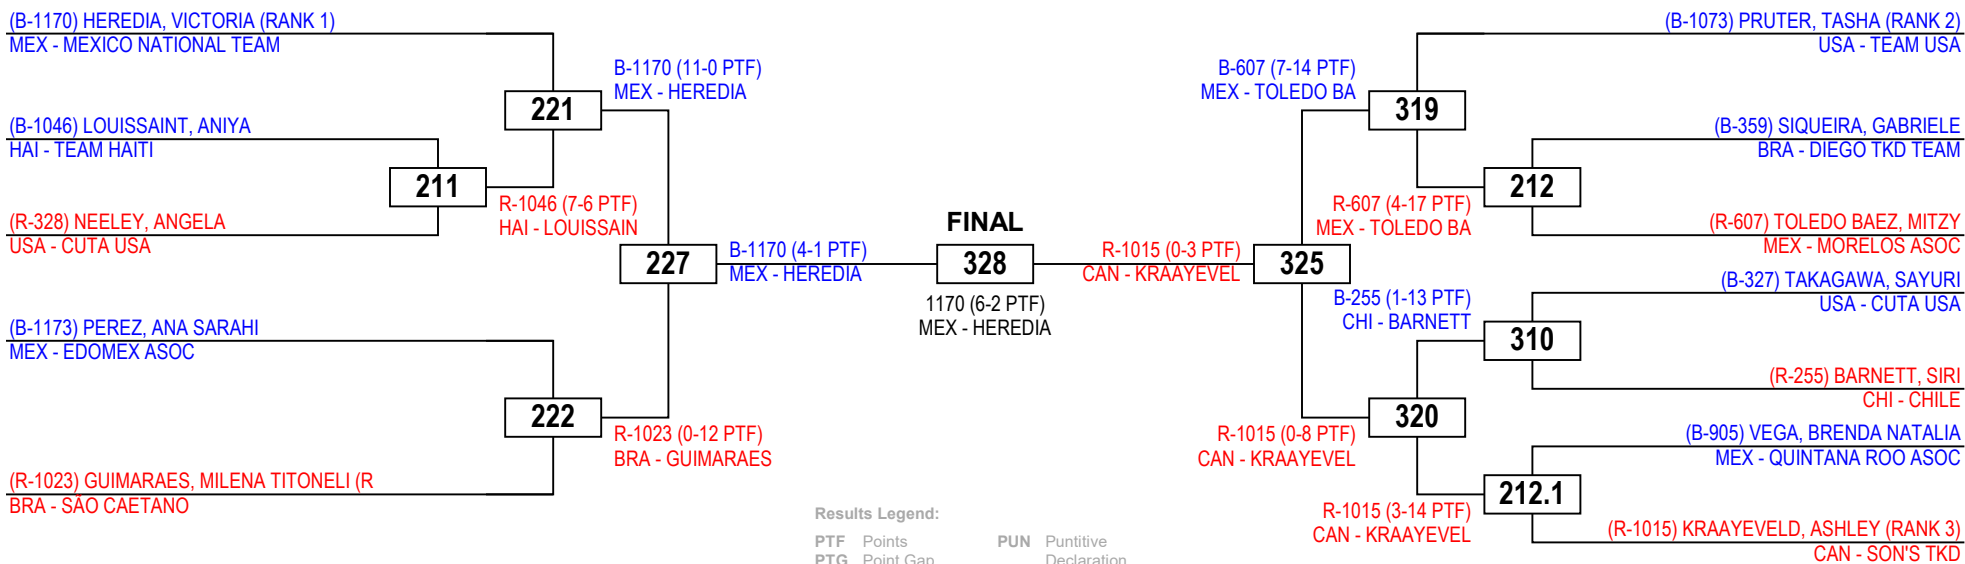 (B-1170) HEREDIA, VICTORIA (RANK 1)
MEX - MEXICO NATIONAL TEAM
(B-1046) LOUISSAINT, ANIYA
HAI - TEAM HAITI
(R-328) NEELEY, ANGELA
USA - CUTA USA
(B-1173) PEREZ, ANA SARAHI
MEX - EDOMEX ASOC
(R-1023) GUIMARAES, MILENA TITONELI (R
BRA - SÃO CAETANO
211
221
222
R-1046 (7-6 PTF)
HAI - LOUISSAIN
B-1170 (11-0 PTF)
MEX - HEREDIA
R-1023 (0-12 PTF)
BRA - GUIMARAES
227
B-1170 (4-1 PTF)
MEX - HEREDIA
FINAL
328
1170 (6-2 PTF)
MEX - HEREDIA
R-1015 (0-3 PTF)
CAN - KRAAYEVEL
325
B-607 (7-14 PTF)
MEX - TOLEDO BA
319
R-607 (4-17 PTF)
MEX - TOLEDO BA
212
B-255 (1-13 PTF)
CHI - BARNETT
310
R-1015 (0-8 PTF)
CAN - KRAAYEVEL
320
R-1015 (3-14 PTF)
CAN - KRAAYEVEL
212.1
(B-1073) PRUTER, TASHA (RANK 2)
USA - TEAM USA
(B-359) SIQUEIRA, GABRIELE
BRA - DIEGO TKD TEAM
(R-607) TOLEDO BAEZ, MITZY
MEX - MORELOS ASOC
(B-327) TAKAGAWA, SAYURI
USA - CUTA USA
(R-255) BARNETT, SIRI
CHI - CHILE
(B-905) VEGA, BRENDA NATALIA
MEX - QUINTANA ROO ASOC
(R-1015) KRAAYEVELD, ASHLEY (RANK 3)
CAN - SON'S TKD
Results Legend:
PTF Points PUN Puntitive
PTG Point Gap Declaration